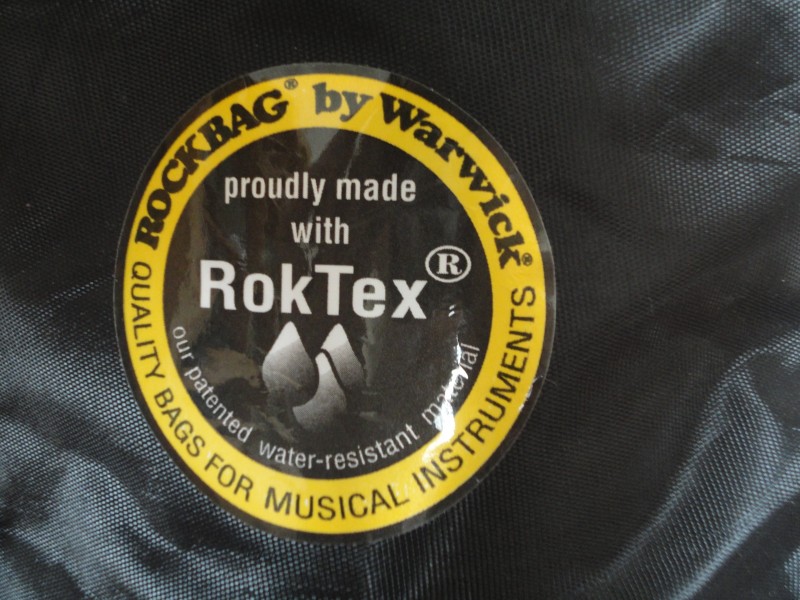 ROCKBAG® by Warwick®
proudly made
with
RokTex®
our patented water-resistant material
QUALITY BAGS FOR MUSICAL INSTRUMENTS